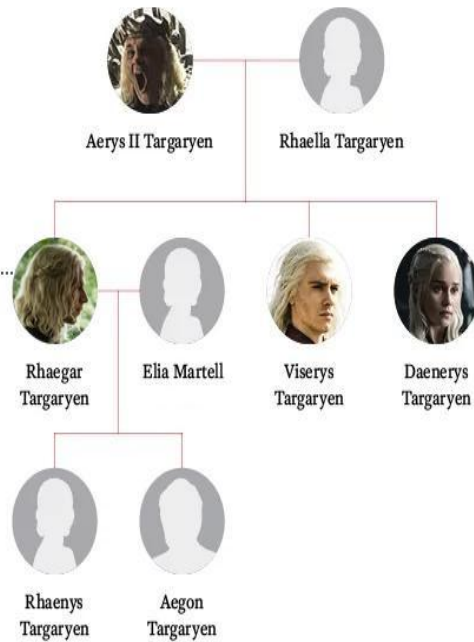 Aerys II Targaryen
Rhaella Targaryen
...
Rhaegar
Targaryen
Elia Martell
Viserys
Targaryen
Daenerys
Targaryen
Rhaenys
Targaryen
Aegon
Targaryen